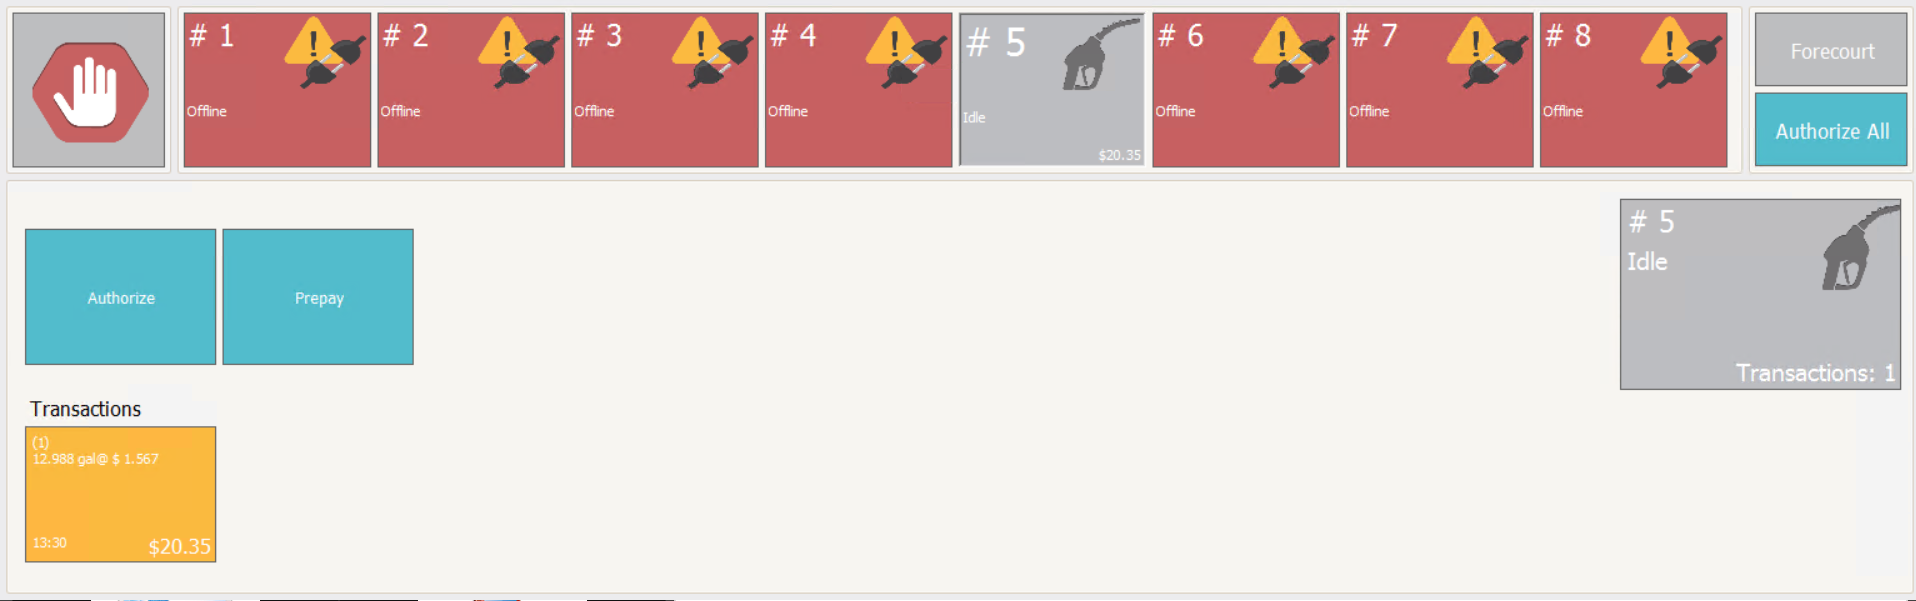 # 1
Offline
# 2
Offline
# 3
Offline
# 4
Offline
# 5
Idle
$20.35
# 6
Offline
# 7
Offline
# 8
Offline
Forecourt
Authorize All
Authorize
Prepay
# 5
Idle
Transactions: 1
Transactions
(1)
12.988 gal@ $ 1.567
13:30
$20.35